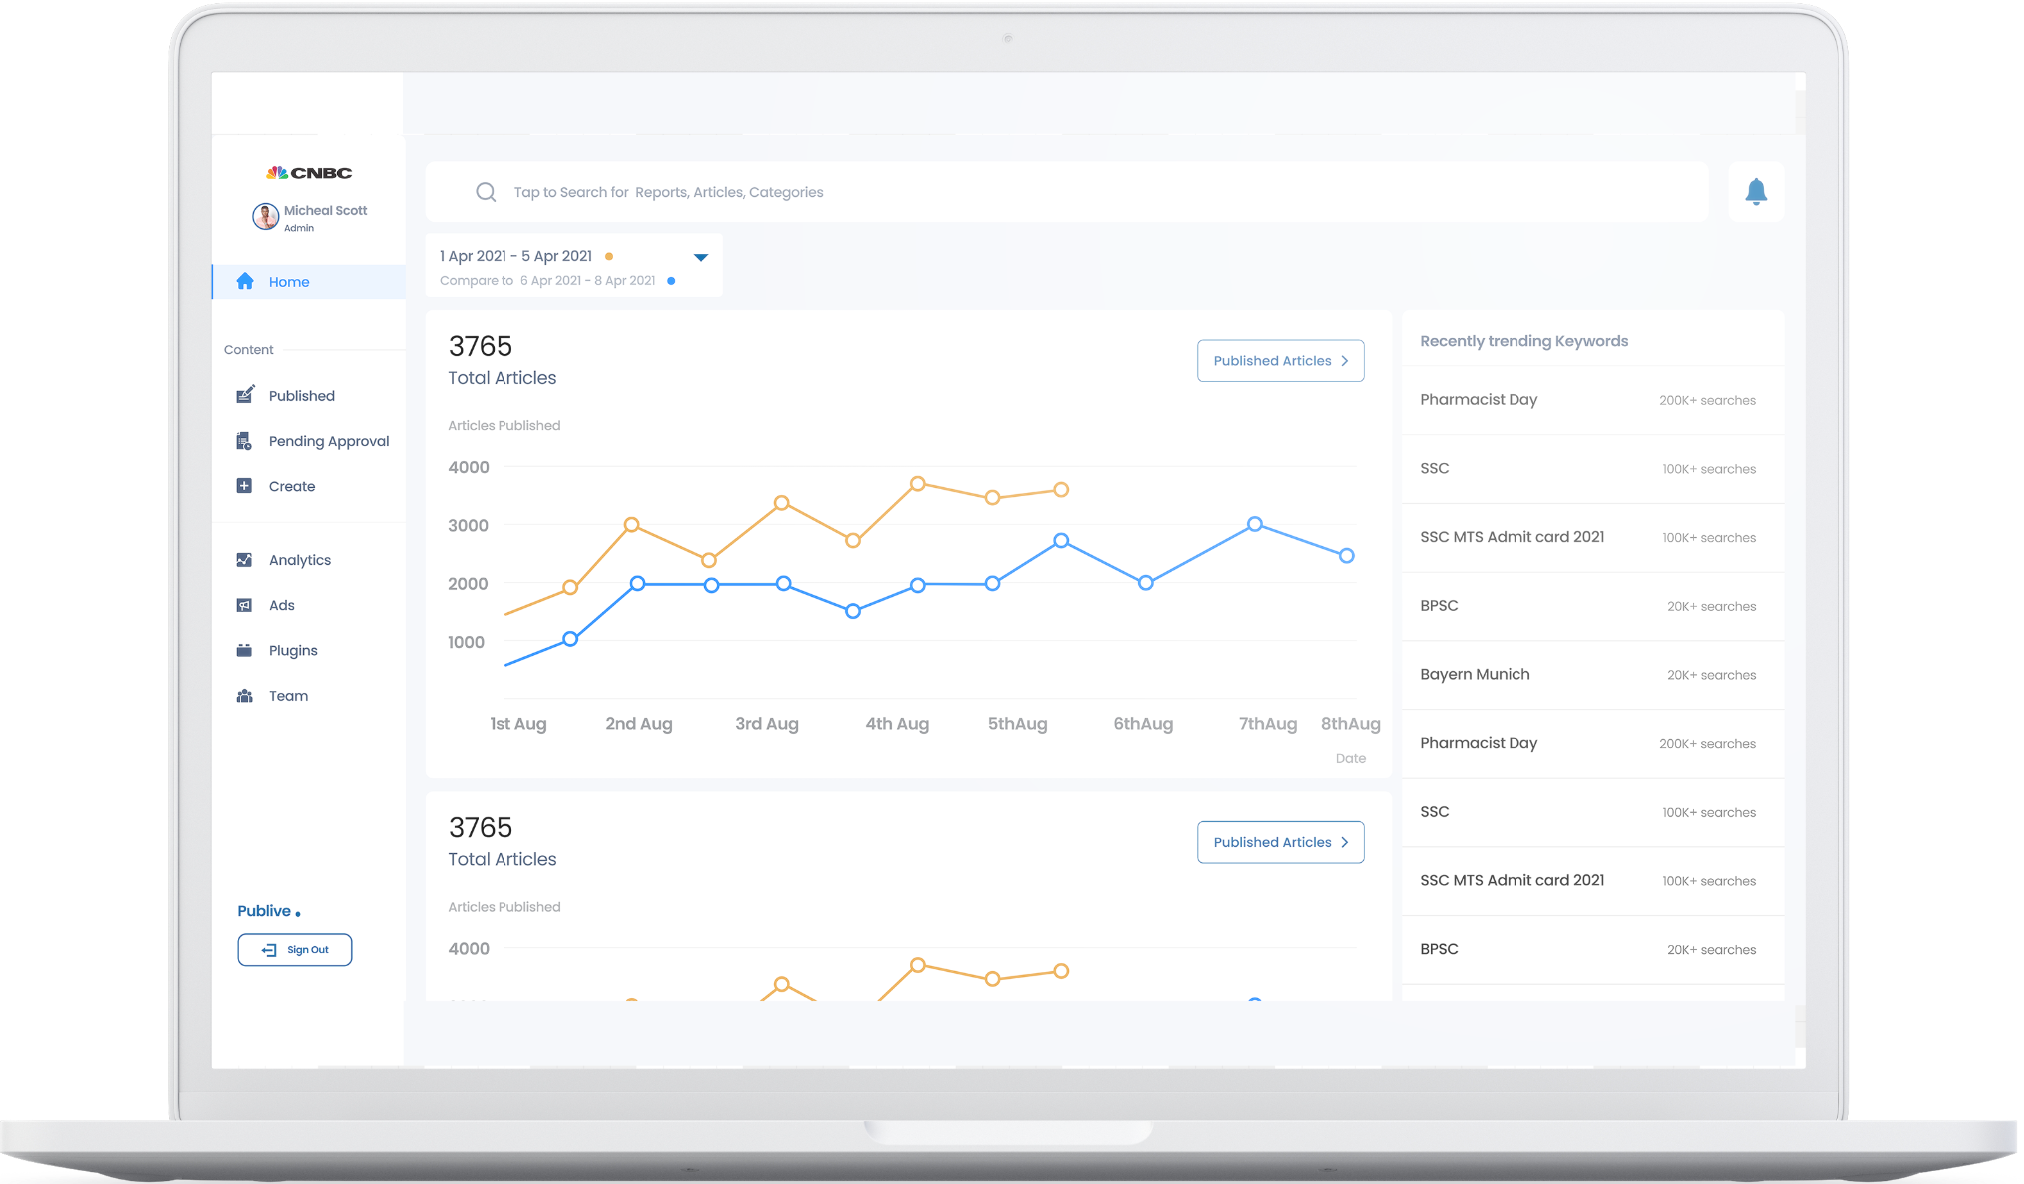 CNBC
Micheal Scott
Admin
Home
Content
Published
Pending Approval
Create
Analytics
Ads
Plugins
Team
Publive
Sign Out
Tap to Search for Reports, Articles, Categories
1 Apr 2021 - 5 Apr 2021
Compare to 6 Apr 2021 - 8 Apr 2021
3765
Total Articles
Published Articles
Articles Published
4000
3000
2000
1000
1st Aug 2nd Aug 3rd Aug 4th Aug 5thAug 6thAug 7thAug 8thAug
Date
3765
Total Articles
Published Articles
Articles Published
4000
Recently trending Keywords
Pharmacist Day 200K+ searches
SSC 100K+ searches
SSC MTS Admit card 2021 100K+ searches
BPSC 20K+ searches
Bayern Munich 20K+ searches
Pharmacist Day 200K+ searches
SSC 100K+ searches
SSC MTS Admit card 2021 100K+ searches
BPSC 20K+ searches